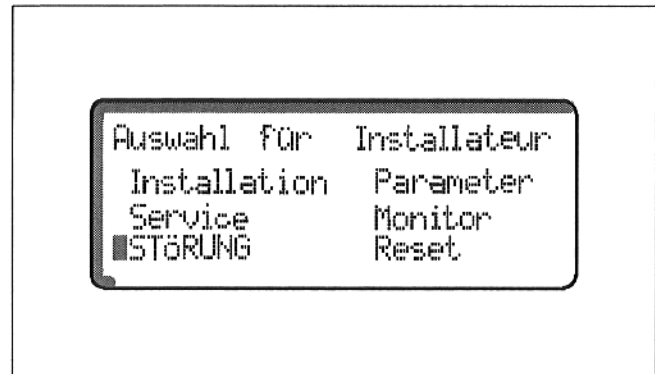 Auswahl für Installateur
Installation Parameter
Service Monitor
STöRUNG Reset